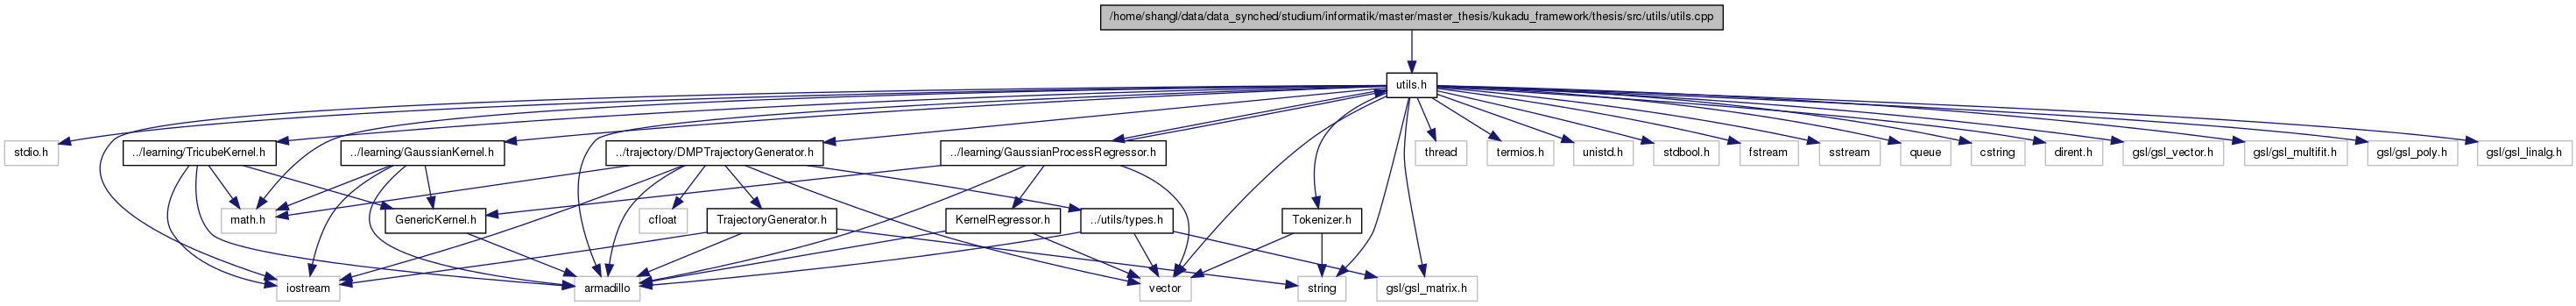 /home/shangl/data/data_synched/studium/informatik/master/master_thesis/kukadu_framework/thesis/src/utils/utils.cpp
utils.h
stdio.h
../learning/TricubeKernel.h
../learning/GaussianKernel.h
../trajectory/DMPTrajectoryGenerator.h
../learning/GaussianProcessRegressor.h
thread
termios.h
unistd.h
stdbool.h
fstream
sstream
queue
cstring
dirent.h
gsl/gsl_vector.h
gsl/gsl_multifit.h
gsl/gsl_poly.h
gsl/gsl_linalg.h
math.h
GenericKernel.h
cfloat
TrajectoryGenerator.h
KernelRegressor.h
../utils/types.h
Tokenizer.h
iostream
armadillo
vector
string
gsl/gsl_matrix.h